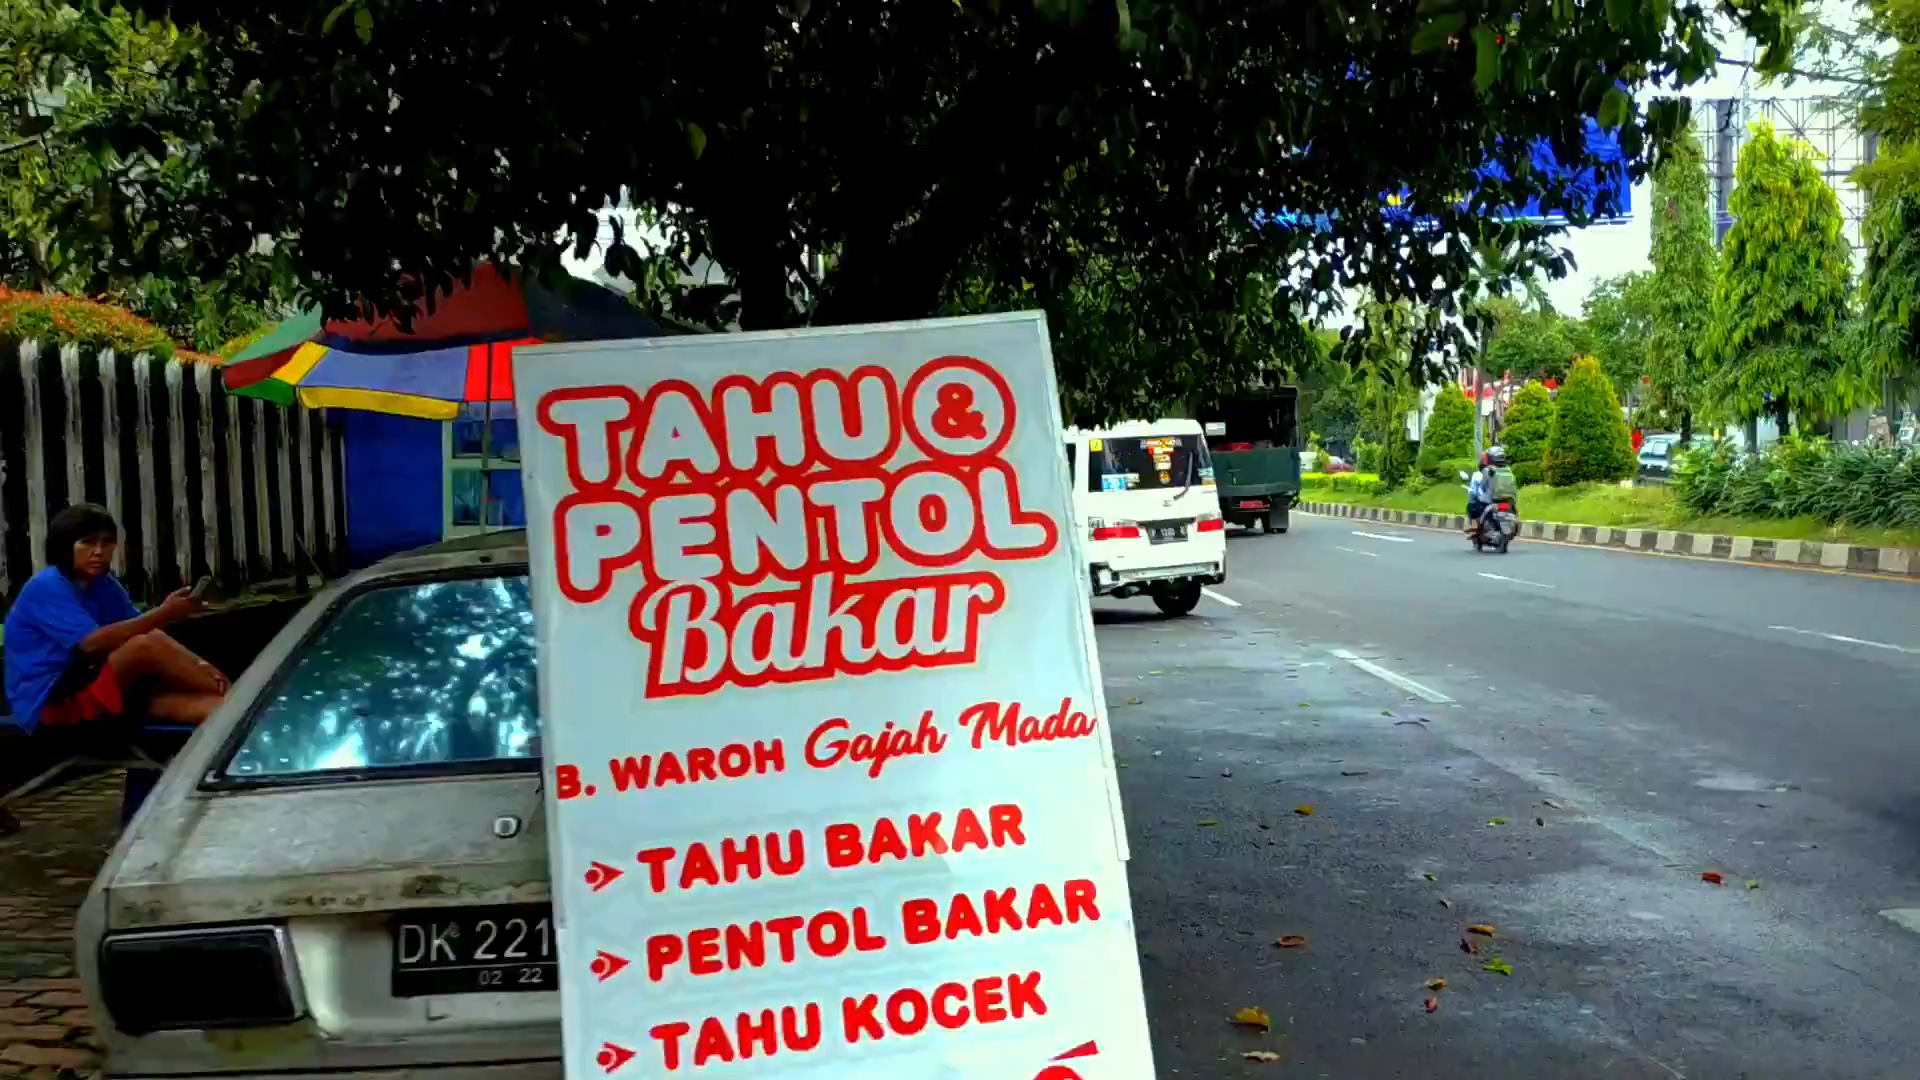 TAHU &
PENTOL
Bakar
B. WAROH Gajah Mada
TAHU BAKAR
PENTOL BAKAR
TAHU KOCEK
DK 221
02 22